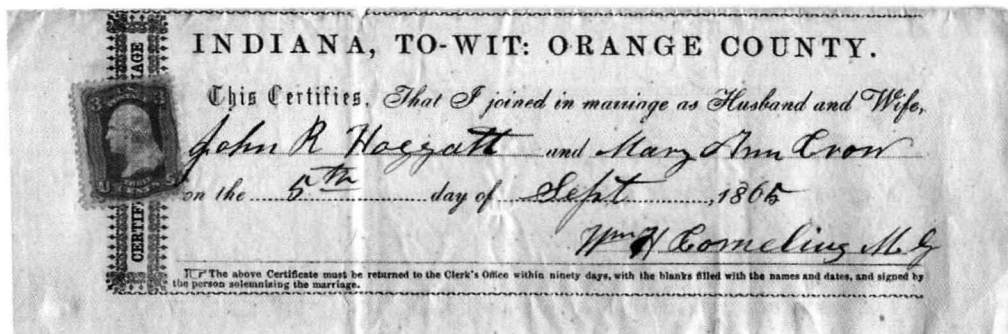 INDIANA, TO-WIT: ORANGE COUNTY.
This Certifies, That I joined in marriage as Husband and Wife,
John R Hoggatt and Mary Ann Crow
on the 5th day of Sept, 1865
Wm H Cornelius M G
☞ The above Certificate must be returned to the Clerk's Office within ninety days, with the blanks filled with the names and dates, and signed by
the person solemnizing the marriage.
3 3